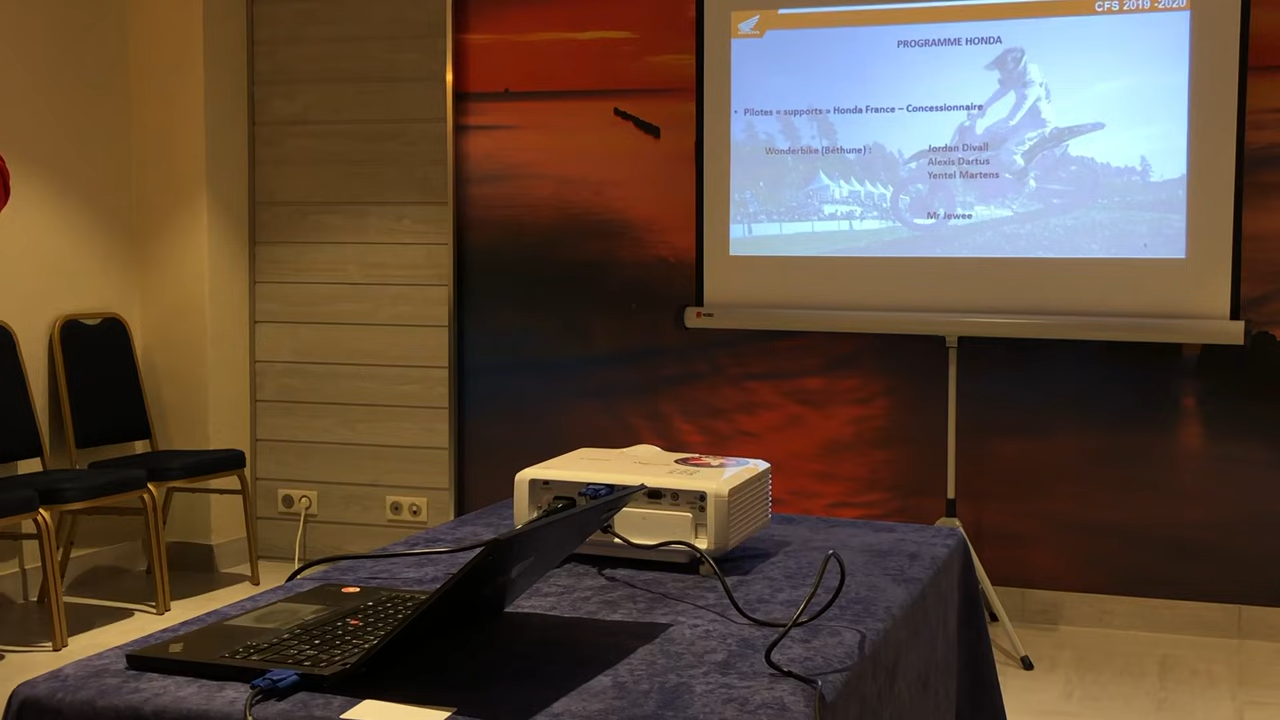 CFS 2019 -2020
HONDA
PROGRAMME HONDA
• Pilotes « supports » Honda France – Concessionnaire
Wonderbike (Béthune) : Jordan Divall
Alexis Dartus
Yentel Martens
Mr Jewee